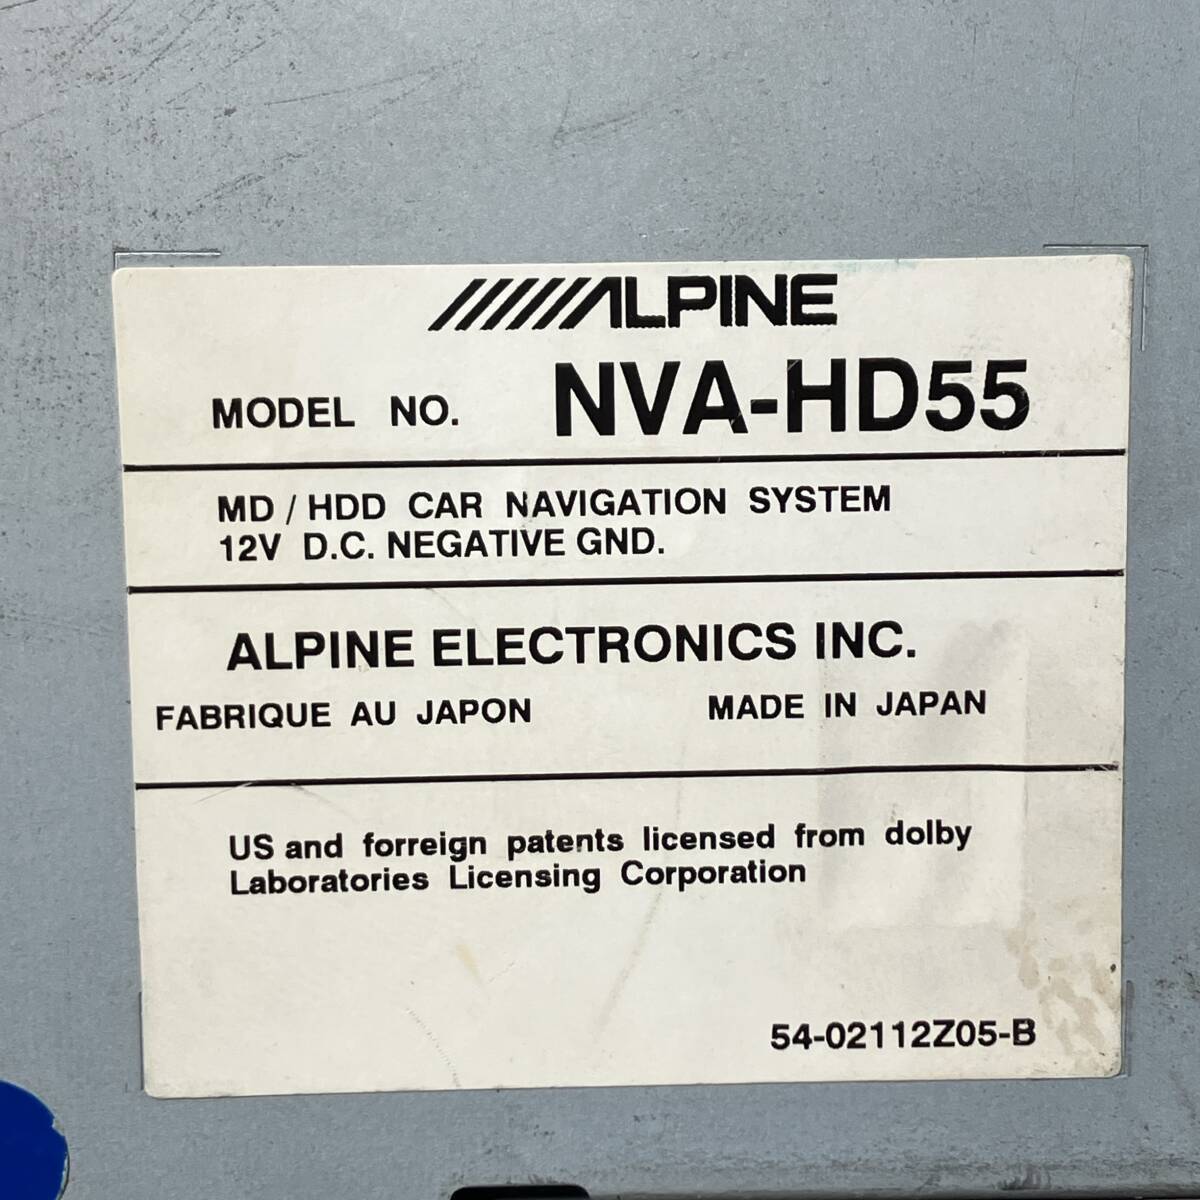 ALPINE
MODEL NO. NVA-HD55
MD / HDD CAR NAVIGATION SYSTEM
12V D.C. NEGATIVE GND.
ALPINE ELECTRONICS INC.
FABRIQUE AU JAPON MADE IN JAPAN
US and forreign patents licensed from dolby
Laboratories Licensing Corporation
54-02112Z05-B